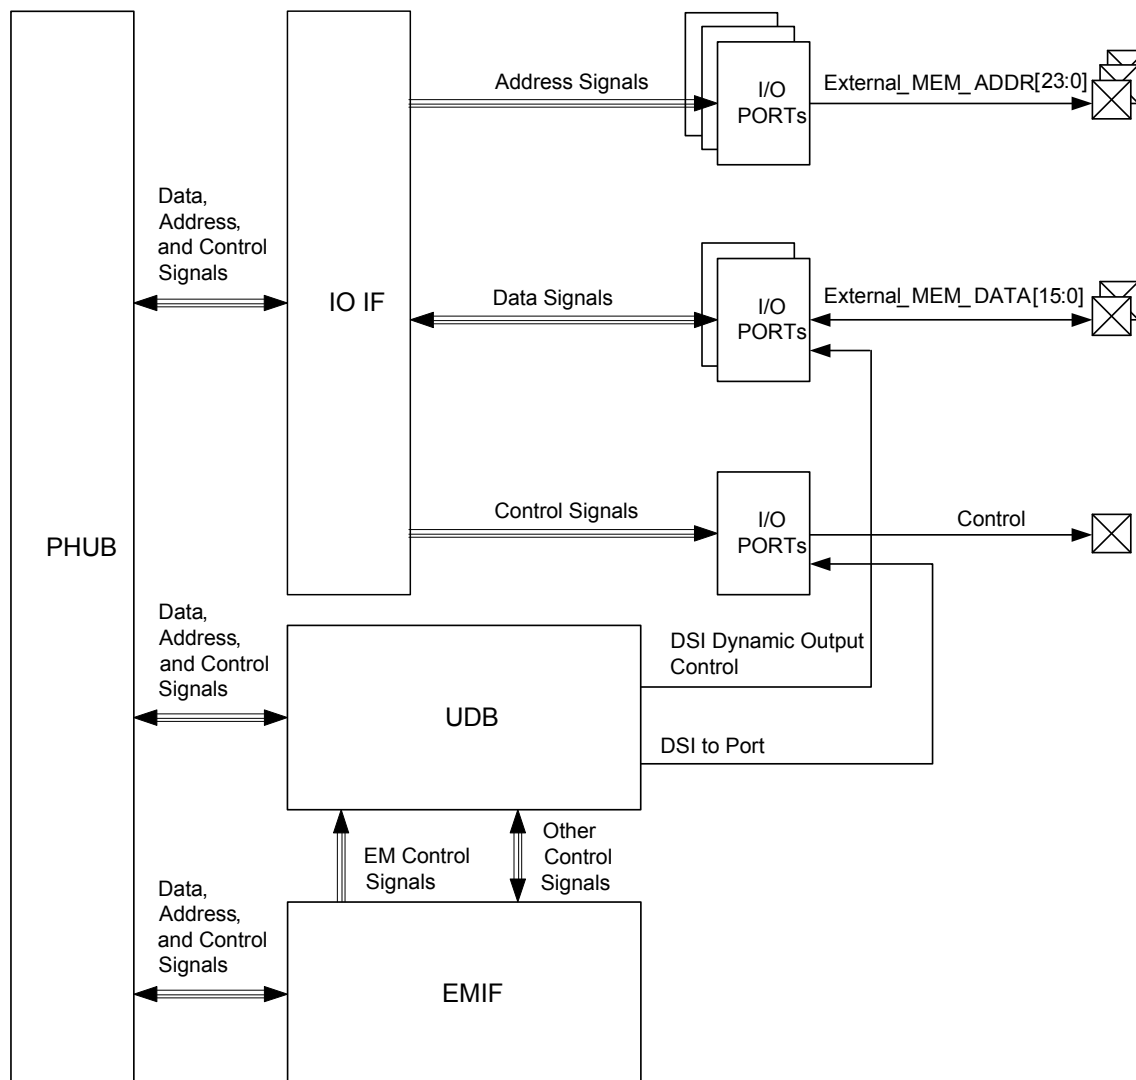 Address Signals
I/O
PORTs
External_MEM_ADDR[23:0]
Data,
Address,
and Control
Signals
IO IF
Data Signals
I/O
PORTs
External_MEM_DATA[15:0]
Control Signals
I/O
PORTs
Control
PHUB
Data,
Address,
and Control
Signals
UDB
DSI Dynamic Output
Control
DSI to Port
EM Control
Signals
Other
Control
Signals
Data,
Address,
and Control
Signals
EMIF